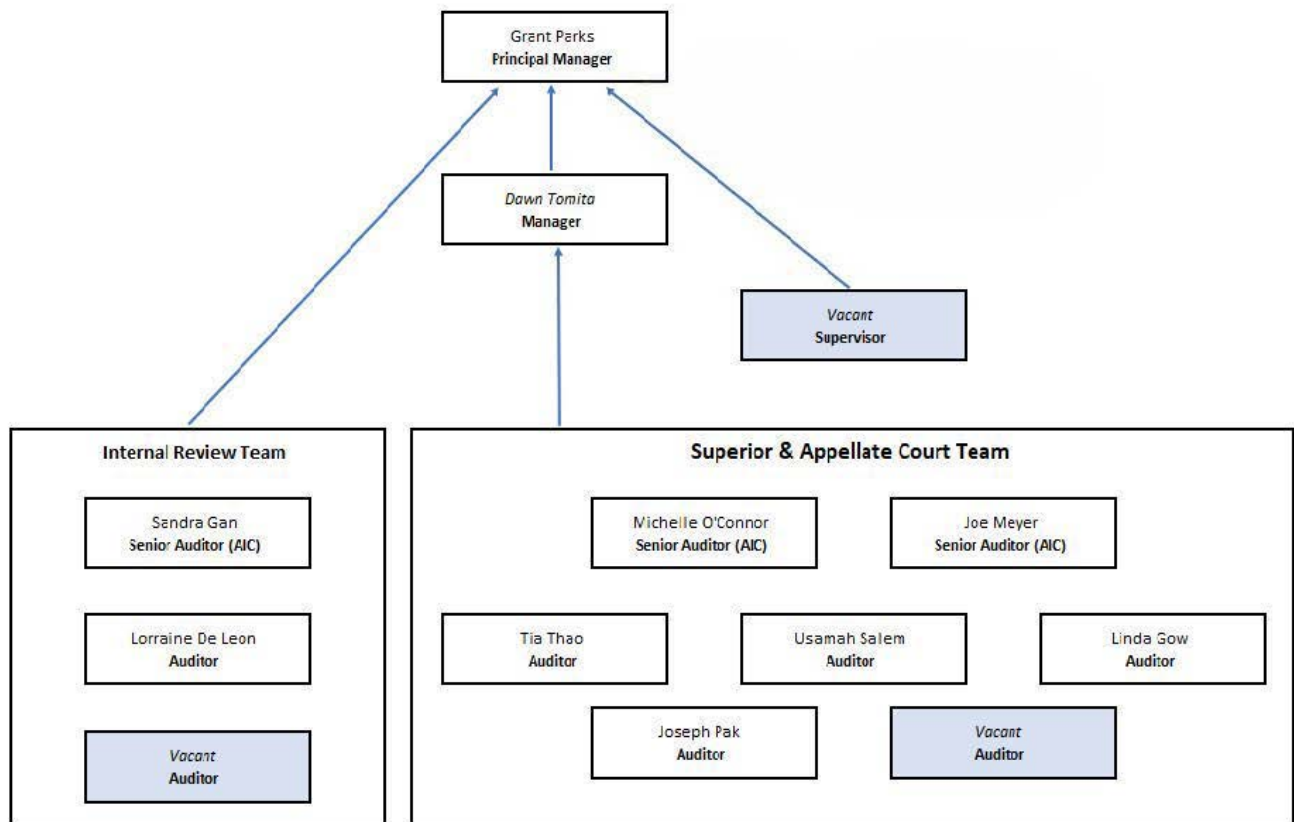 Grant Parks
Principal Manager
Dawn Tomita
Manager
Vacant
Supervisor
Internal Review Team
Sandra Gan
Senior Auditor (AIC)
Lorraine De Leon
Auditor
Vacant
Auditor
Superior & Appellate Court Team
Michelle O'Connor
Senior Auditor (AIC)
Joe Meyer
Senior Auditor (AIC)
Tia Thao
Auditor
Usamah Salem
Auditor
Linda Gow
Auditor
Joseph Pak
Auditor
Vacant
Auditor